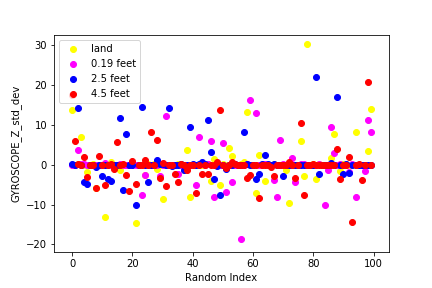 30
20
10
0
−10
−20
GYROSCOPE_Z_std_dev
land
0.19 feet
2.5 feet
4.5 feet
0 20 40 60 80 100
Random Index